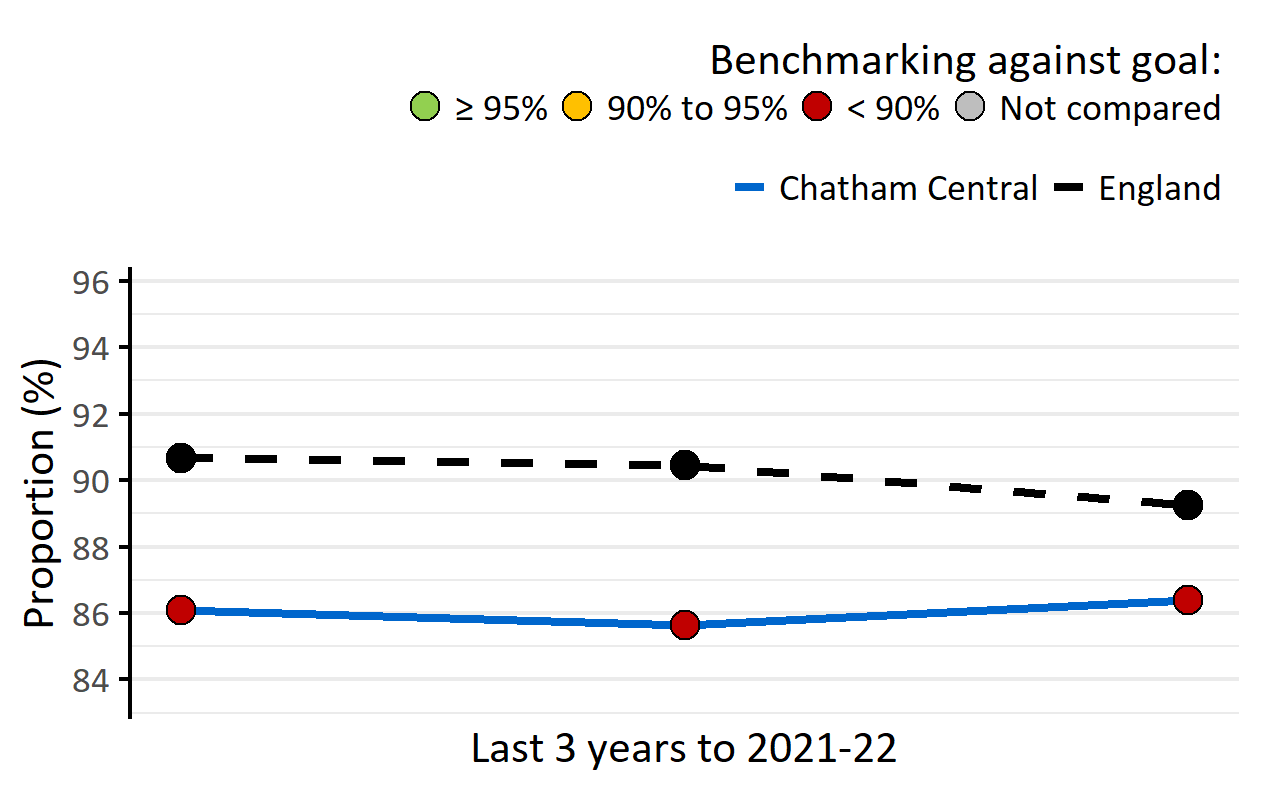 Benchmarking against goal:
≥ 95% 90% to 95% < 90% Not compared
Chatham Central England
96
94
92
90
88
86
84
Proportion (%)
Last 3 years to 2021-22